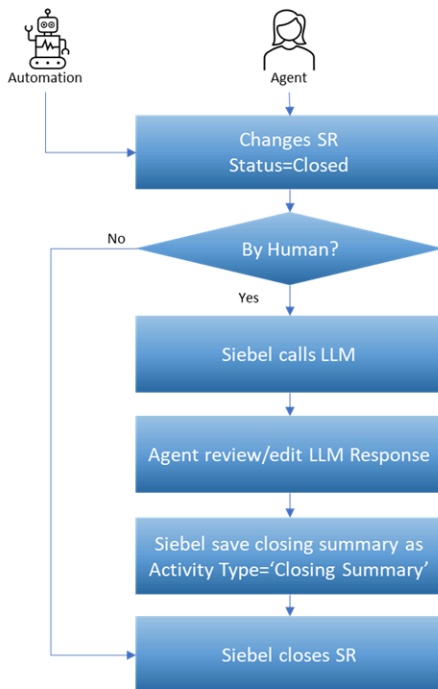 Automation
Agent
Changes SR
Status=Closed
By Human?
No
Yes
Siebel calls LLM
Agent review/edit LLM Response
Siebel save closing summary as
Activity Type=‘Closing Summary’
Siebel closes SR